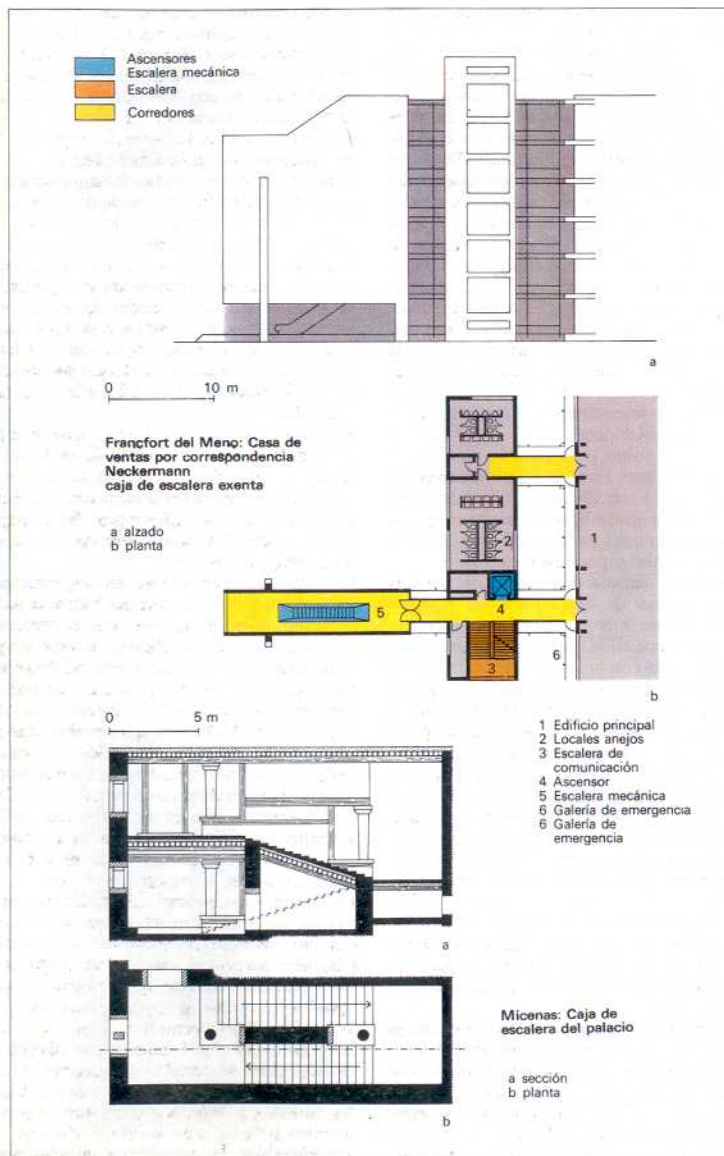 Ascensores
Escalera mecánica
Escalera
Corredores
a
0 10 m
Francfort del Meno: Casa de
ventas por correspondencia
Neckermann
caja de escalera exenta
a alzado
b planta
1
2
3
4
5
6
b
0 5 m
1 Edificio principal
2 Locales anejos
3 Escalera de
comunicación
4 Ascensor
5 Escalera mecánica
6 Galería de emergencia
6 Galería de
emergencia
a
Micenas: Caja de
escalera del palacio
a sección
b planta
b